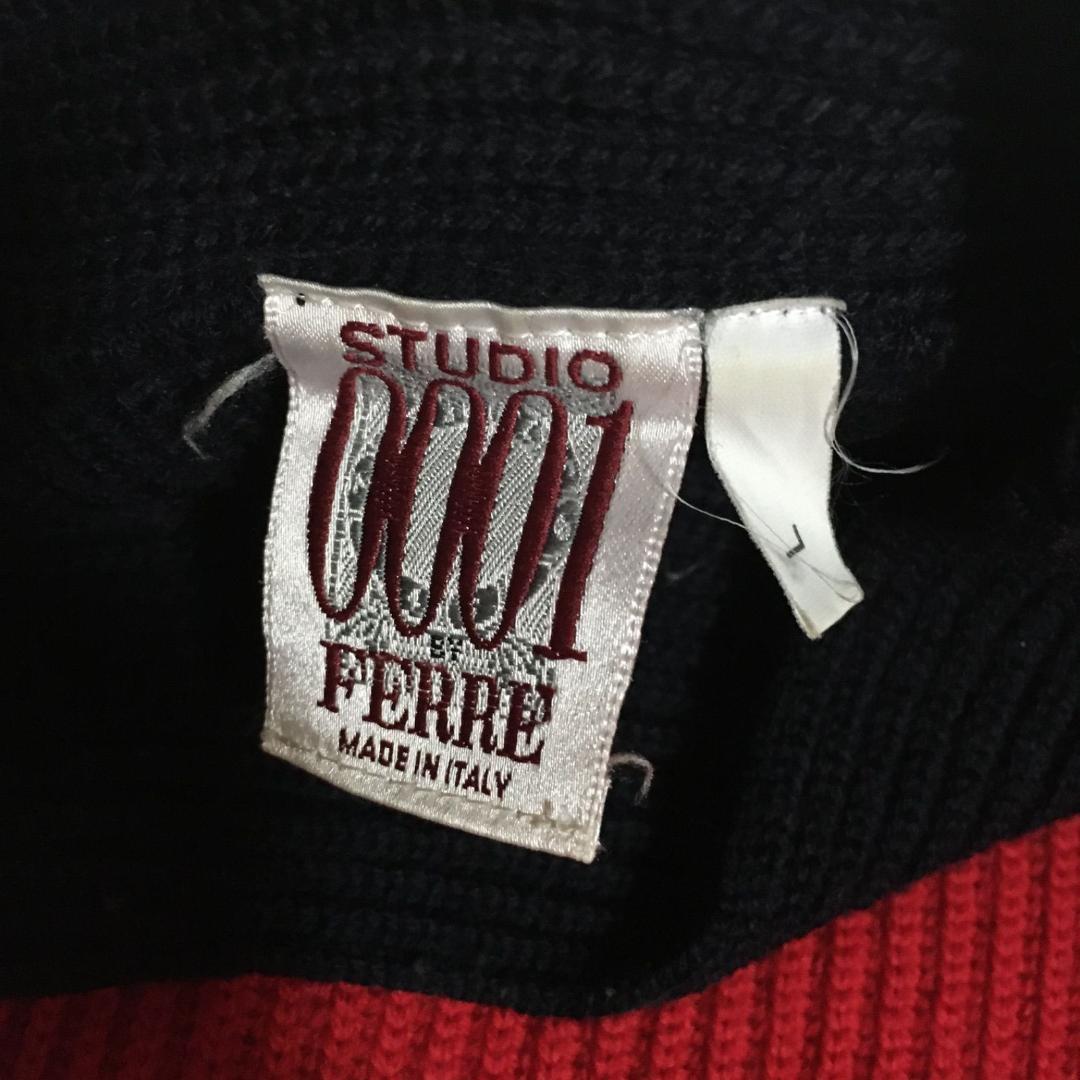 STUDIO
0001
BY
FERRE
MADE IN ITALY
L